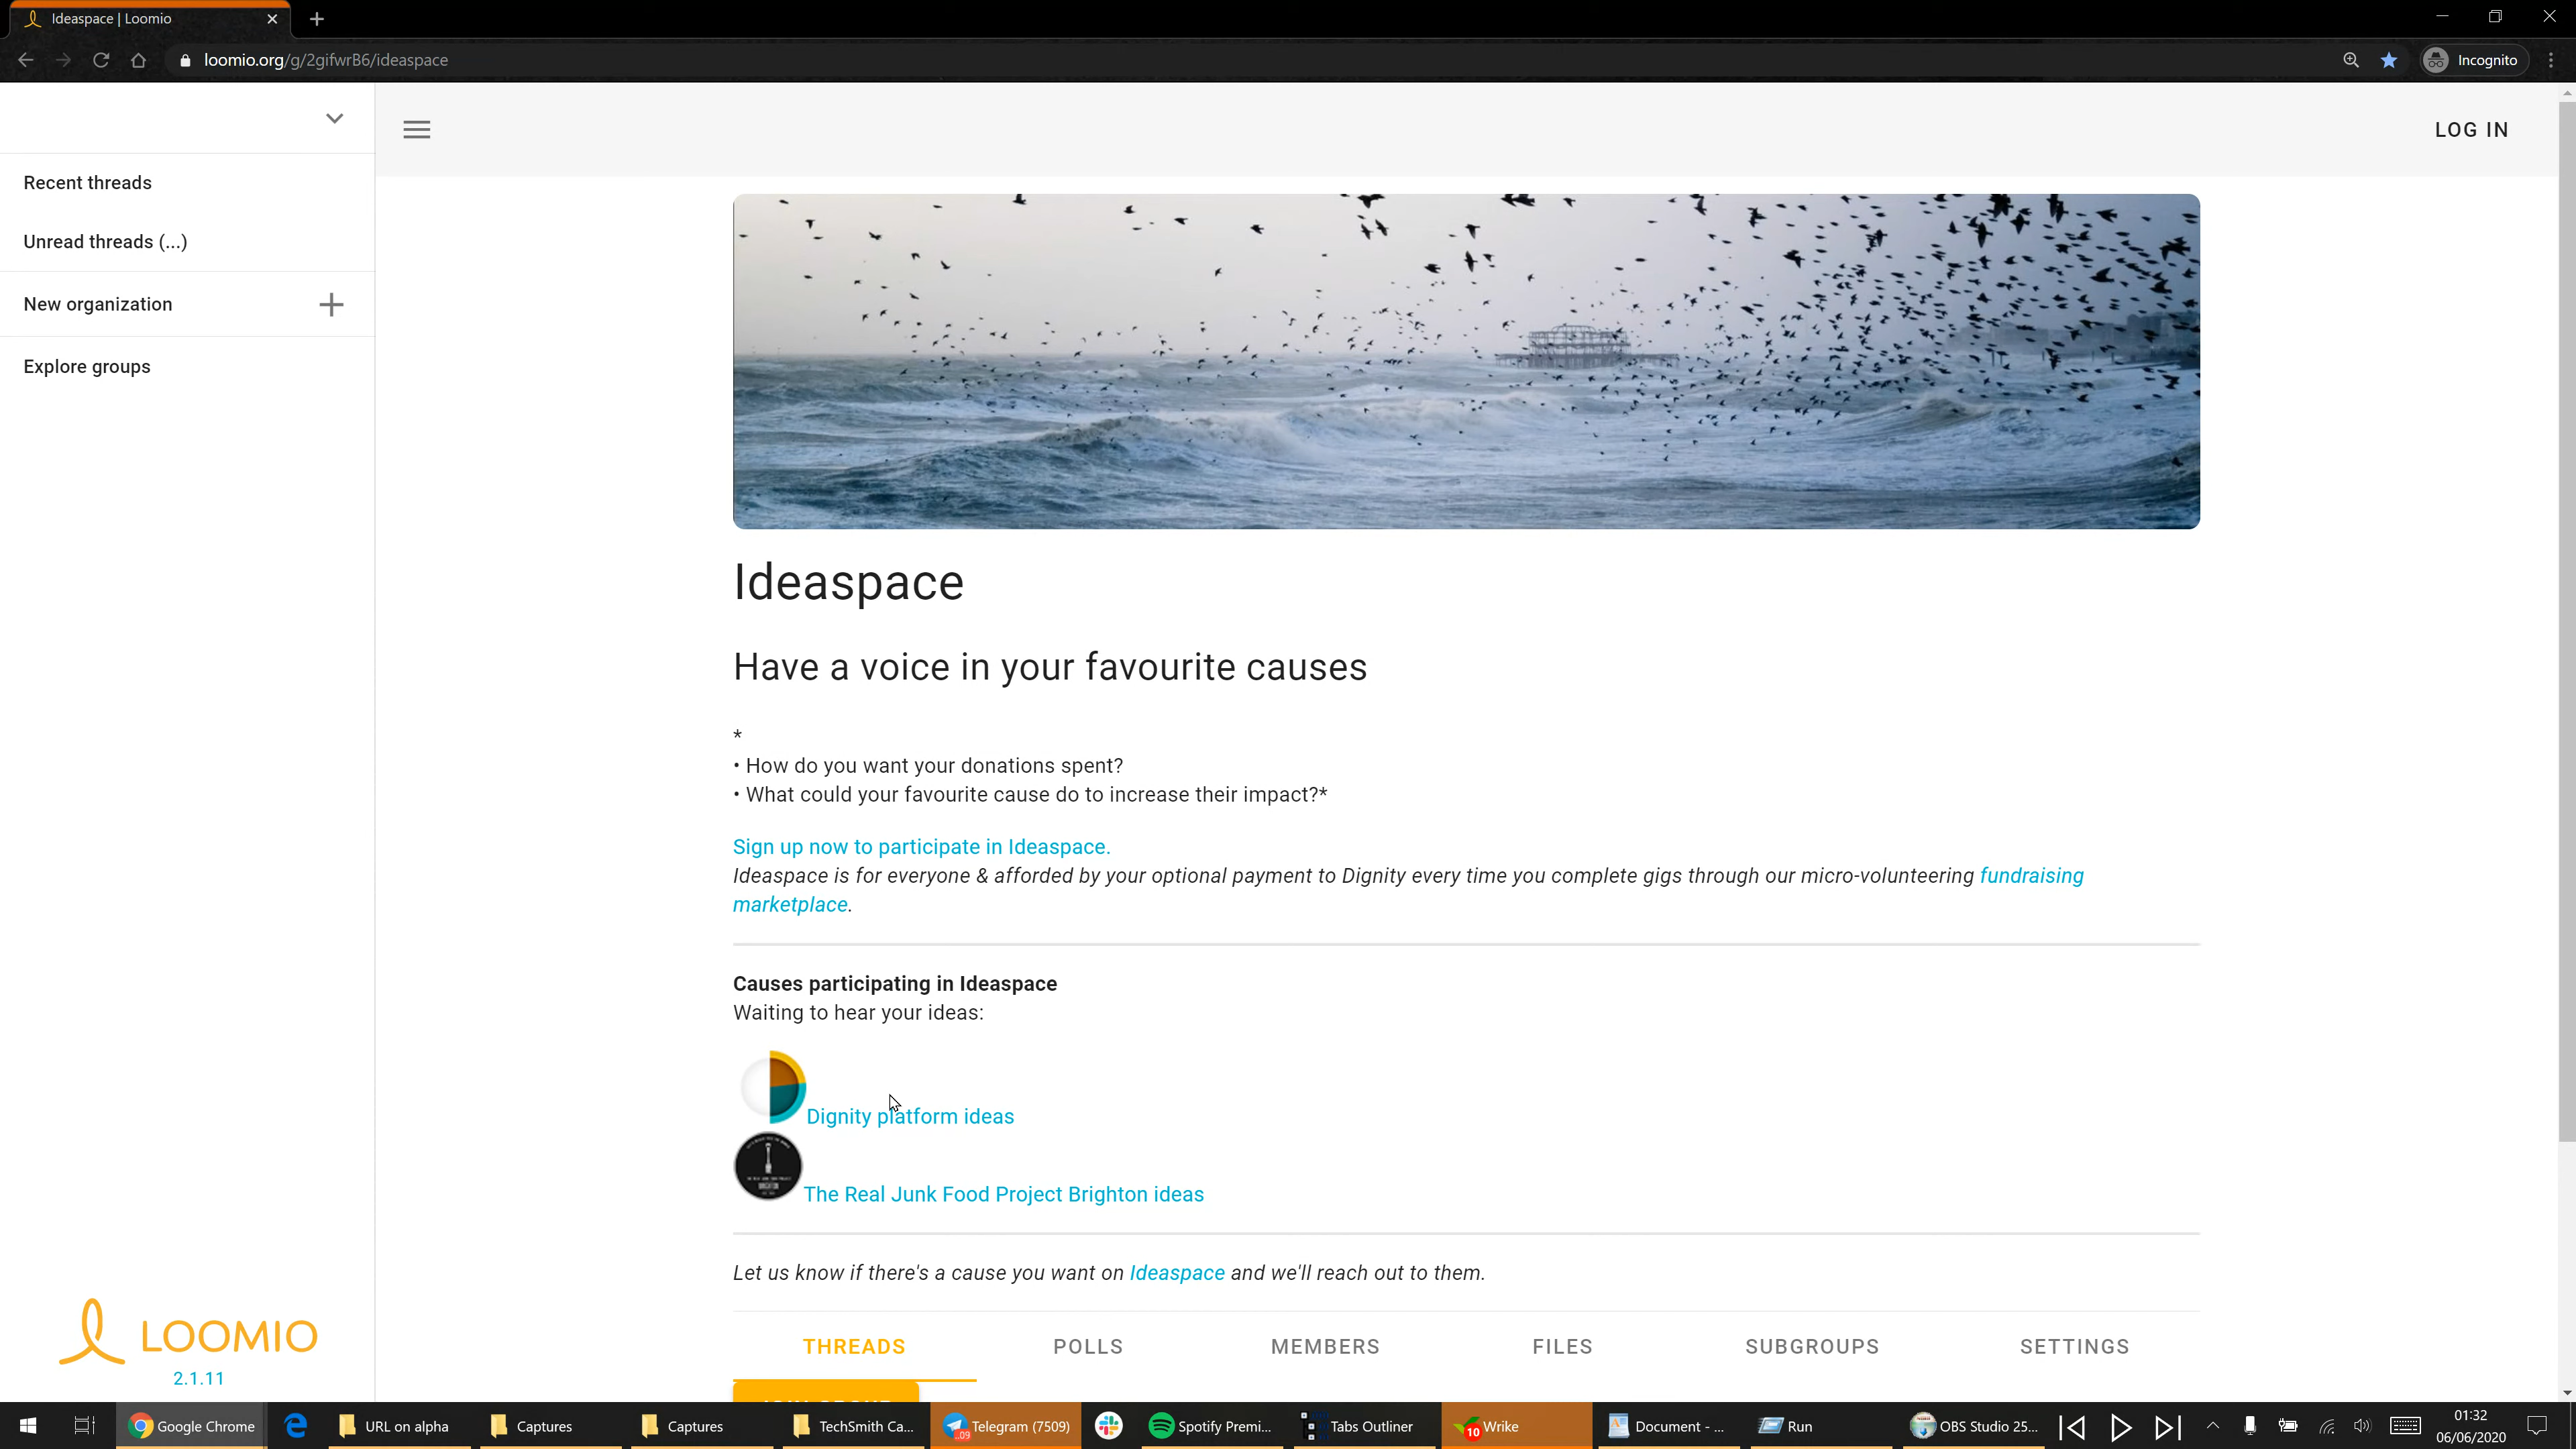 Ideaspace | Loomio
loomio.org/g/2gifwrB6/ideaspace
Incognito
LOG IN
Recent threads
Unread threads (...)
New organization
Explore groups
Ideaspace
Have a voice in your favourite causes
*
• How do you want your donations spent?
• What could your favourite cause do to increase their impact?*
Sign up now to participate in Ideaspace.
Ideaspace is for everyone & afforded by your optional payment to Dignity every time you complete gigs through our micro-volunteering fundraising
marketplace.
Causes participating in Ideaspace
Waiting to hear your ideas:
Dignity platform ideas
The Real Junk Food Project Brighton ideas
Let us know if there's a cause you want on Ideaspace and we'll reach out to them.
THREADS POLLS MEMBERS FILES SUBGROUPS SETTINGS
LOOMIO
2.1.11
Google Chrome URL on alpha Captures Captures TechSmith Ca... Telegram (7509) Spotify Premi... Tabs Outliner 10 Wrike Document - ... Run OBS Studio 25... 01:32
06/06/2020